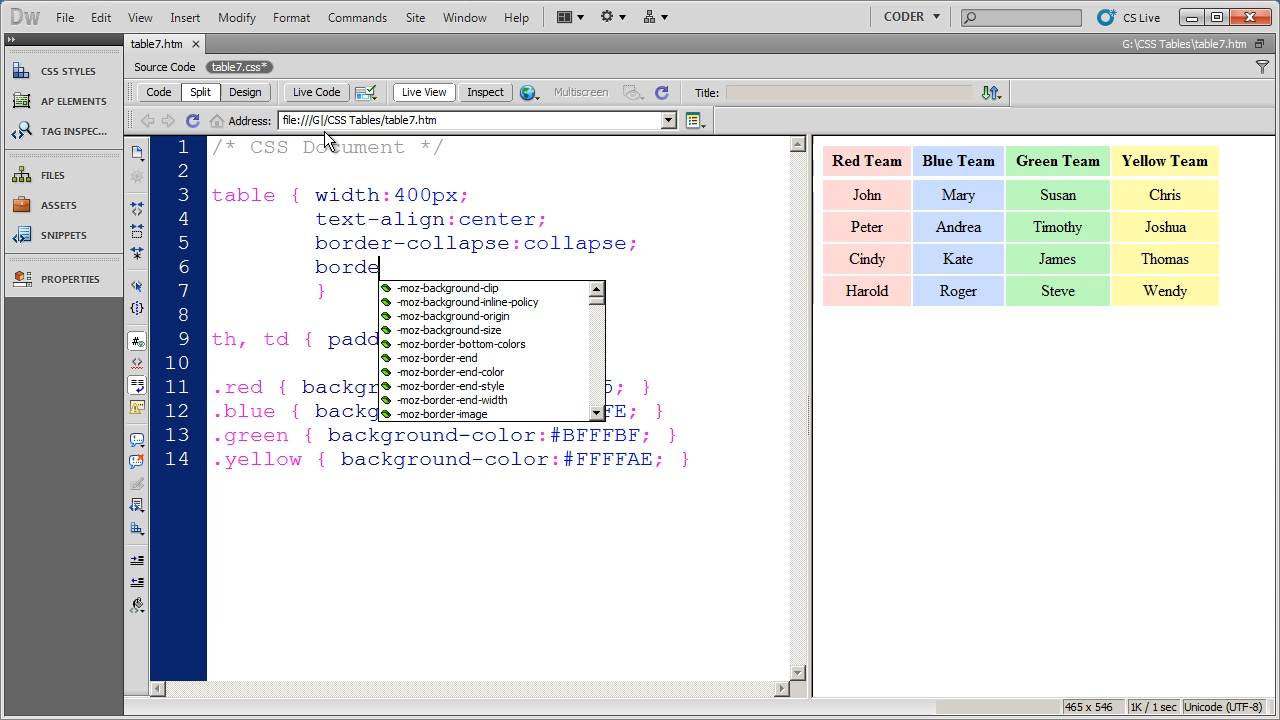 Dw File Edit View Insert Modify Format Commands Site Window Help CODER CS Live
table7.htm G:\CSS Tables\table7.htm
Source Code table7.css*
Code Split Design Live Code Live View Inspect Multiscreen Title:
Address: file:///G|/CSS Tables/table7.htm
CSS STYLES
AP ELEMENTS
TAG INSPEC...
FILES
ASSETS
SNIPPETS
PROPERTIES
1 /* CSS Document */
2
3 table { width:400px;
4 text-align:center;
5 border-collapse:collapse;
6 borde
7 }
8
9 th, td { padd
10
11 .red { backgr 5; }
12 .blue { backg FE; }
13 .green { background-color:#BFFFBF; }
14 .yellow { background-color:#FFFFAE; }
-moz-background-clip
-moz-background-inline-policy
-moz-background-origin
-moz-background-size
-moz-border-bottom-colors
-moz-border-end
-moz-border-end-color
-moz-border-end-style
-moz-border-end-width
-moz-border-image
Red Team Blue Team Green Team Yellow Team
John Mary Susan Chris
Peter Andrea Timothy Joshua
Cindy Kate James Thomas
Harold Roger Steve Wendy
465 x 546 1K / 1 sec Unicode (UTF-8)